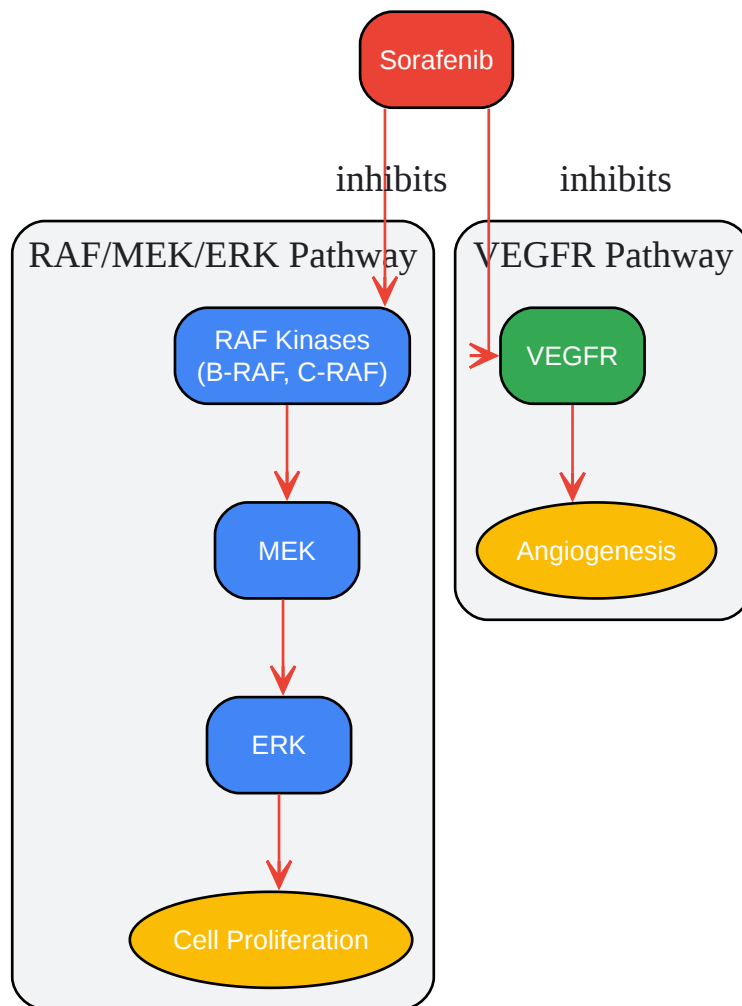 Sorafenib
inhibits
inhibits
RAF/MEK/ERK Pathway
VEGFR Pathway
RAF Kinases
(B-RAF, C-RAF)
VEGFR
MEK
Angiogenesis
ERK
Cell Proliferation